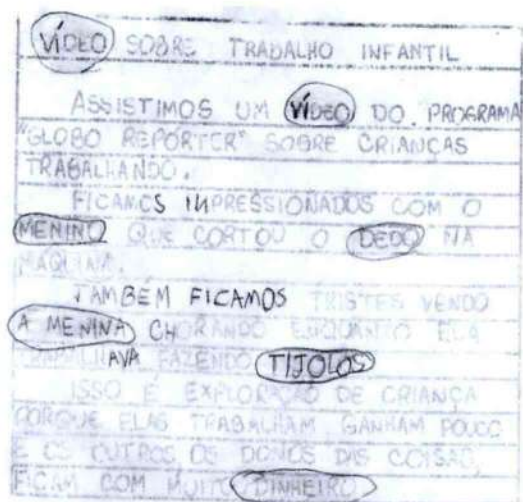 VÍDEO SOBRE TRABALHO INFANTIL
ASSISTIMOS UM VÍDEO DO PROGRAMA
"GLOBO REPÓRTER" SOBRE CRIANÇAS
TRABALHANDO.
FICAMOS IMPRESSIONADOS COM O
MENINO QUE CORTOU O DEDO NA
MÁQUINA.
TAMBÉM FICAMOS TRISTES VENDO
A MENINA CHORANDO ENQUANTO ELA
TRABALHAVA FAZENDO TIJOLOS
ISSO É EXPLORAÇÃO DE CRIANÇA
PORQUE ELAS TRABALHAM GANHAM POUCO
E OS OUTROS OS DONOS DAS COISAS,
FICAM COM MUITO DINHEIRO